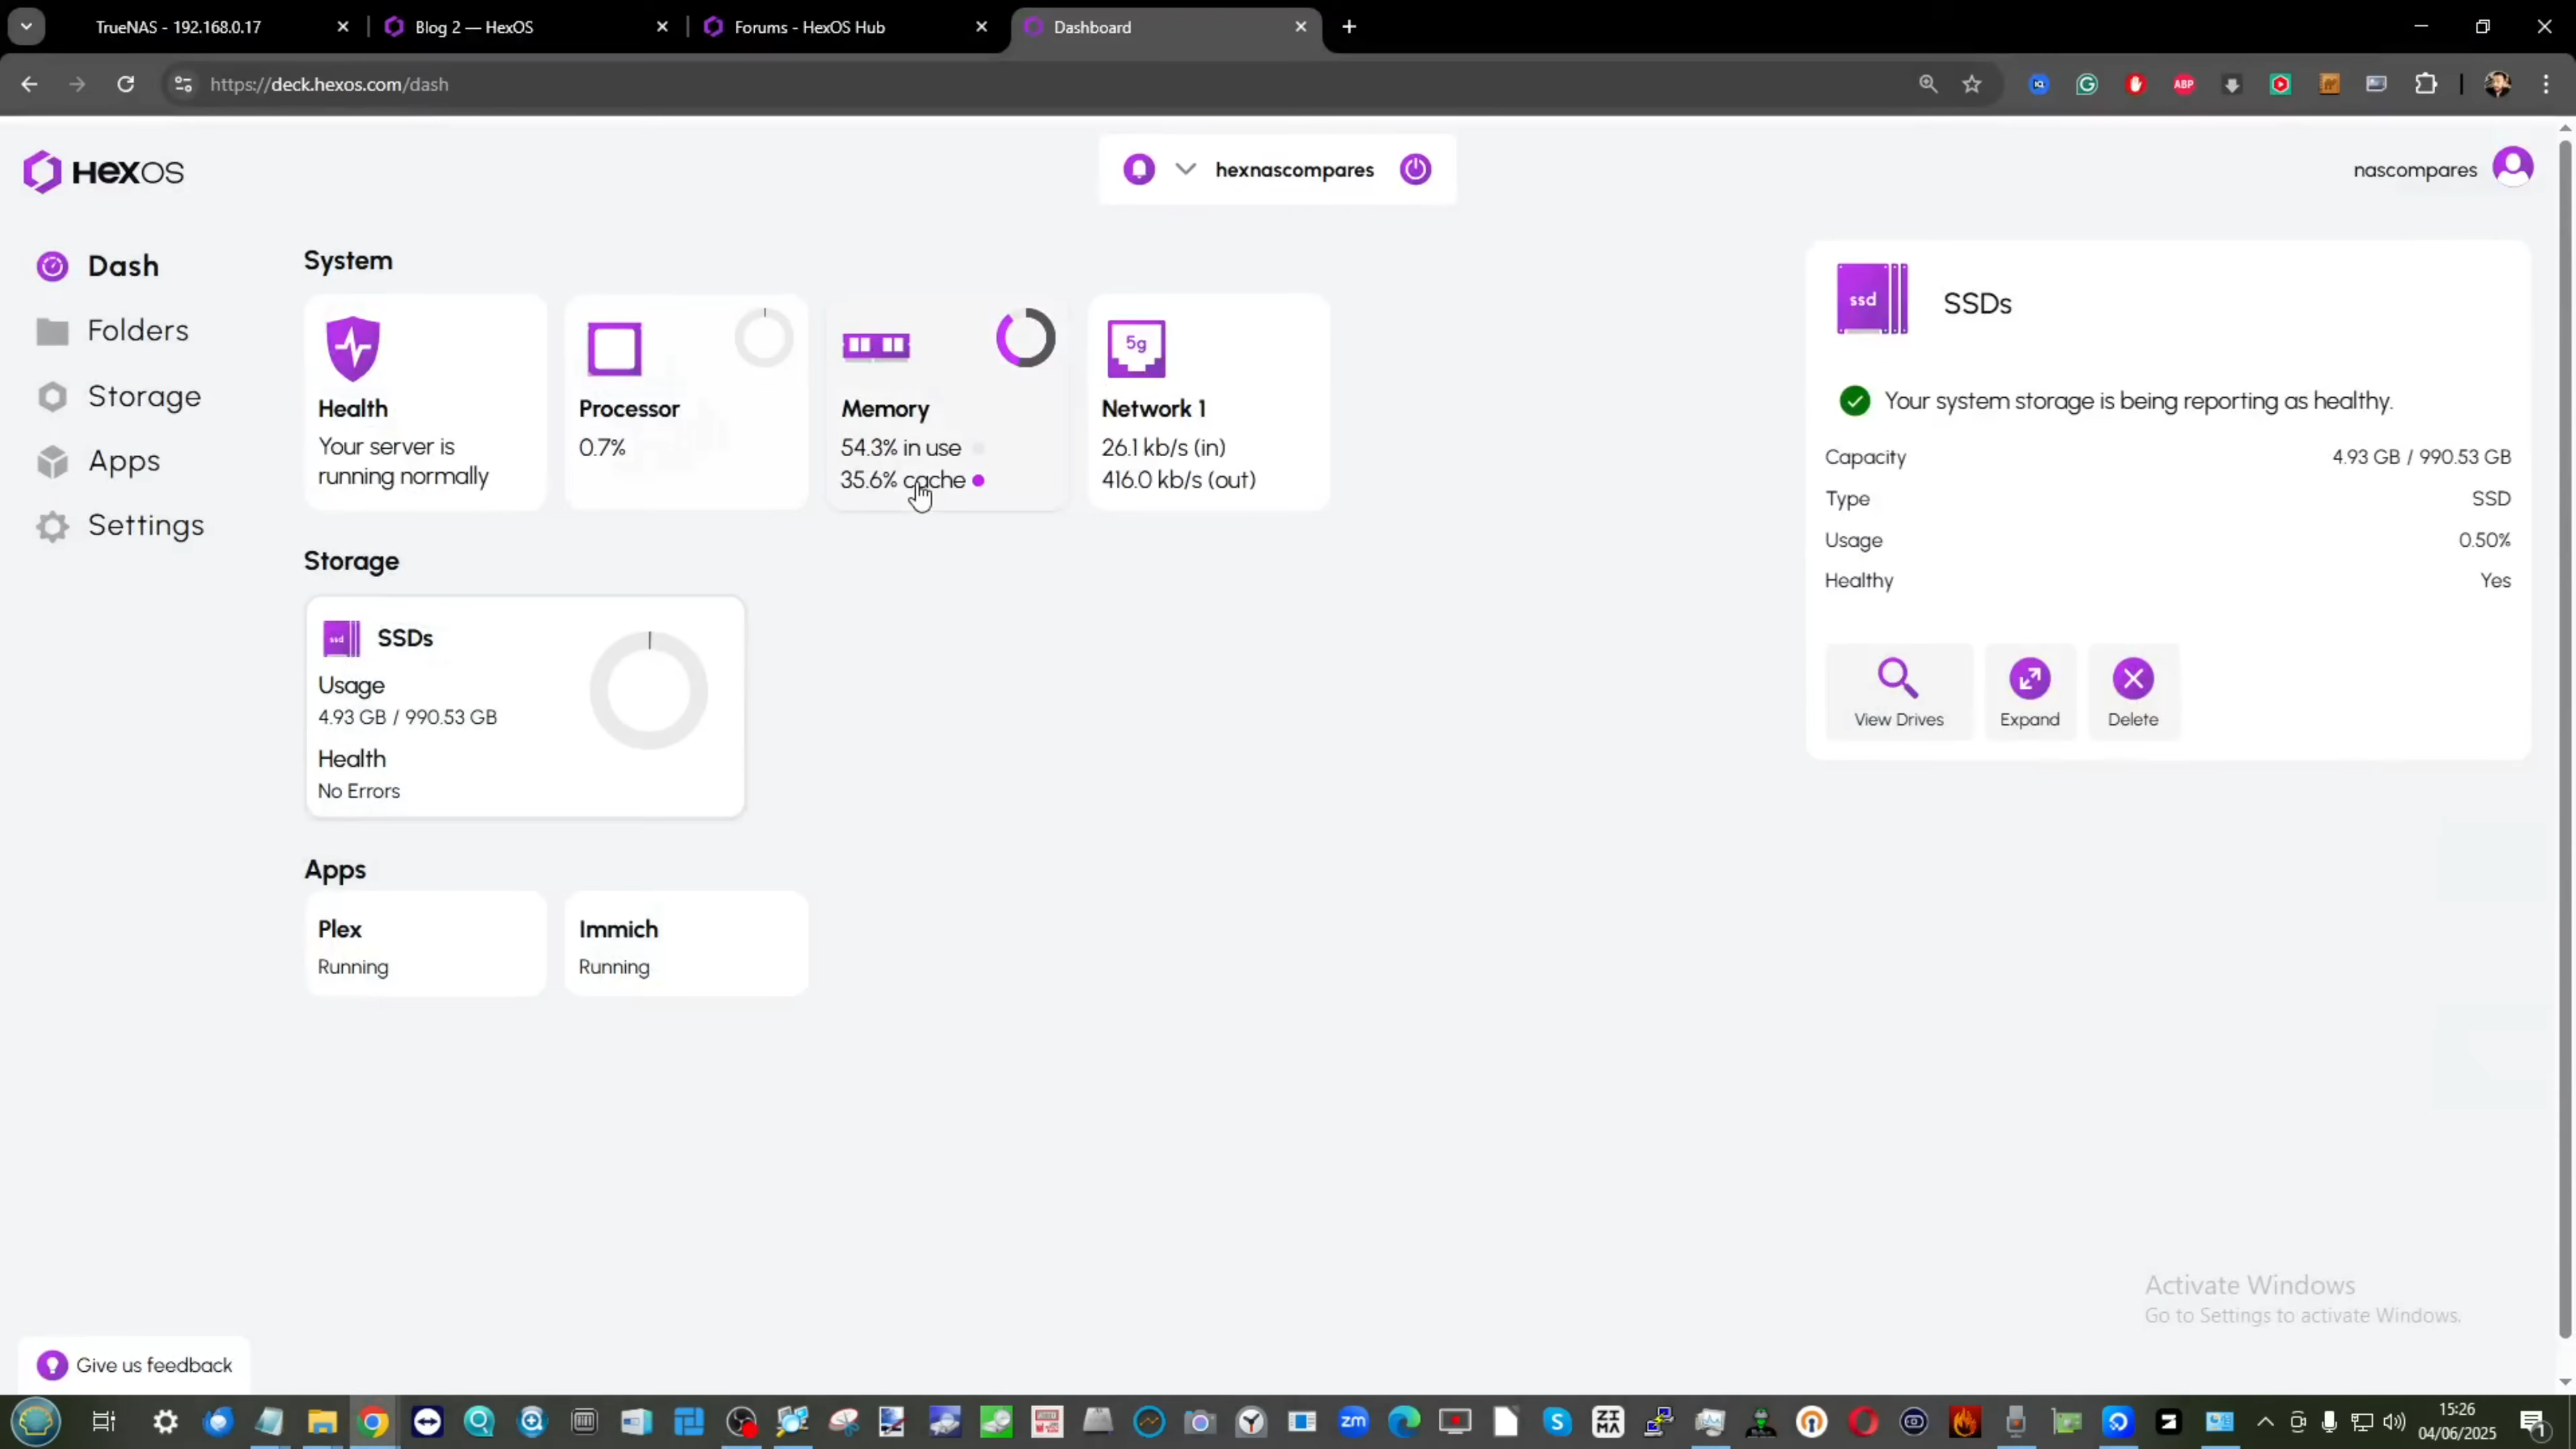 TrueNAS - 192.168.0.17
Blog 2 — HexOS
Forums - HexOS Hub
Dashboard
https://deck.hexos.com/dash
ABP
HexOS
hexnascompares
nascompares
Dash
Folders
Storage
Apps
Settings
System
Health
Your server is
running normally
Processor
0.7%
Memory
54.3% in use
35.6% cache
5g
Network 1
26.1 kb/s (in)
416.0 kb/s (out)
Storage
ssd
SSDs
Usage
4.93 GB / 990.53 GB
Health
No Errors
Apps
Plex
Running
Immich
Running
ssd
SSDs
Your system storage is being reporting as healthy.
Capacity 4.93 GB / 990.53 GB
Type SSD
Usage 0.50%
Healthy Yes
View Drives
Expand
Delete
Activate Windows
Go to Settings to activate Windows.
Give us feedback
zm
S
ZI
MA
15:26
04/06/2025
1